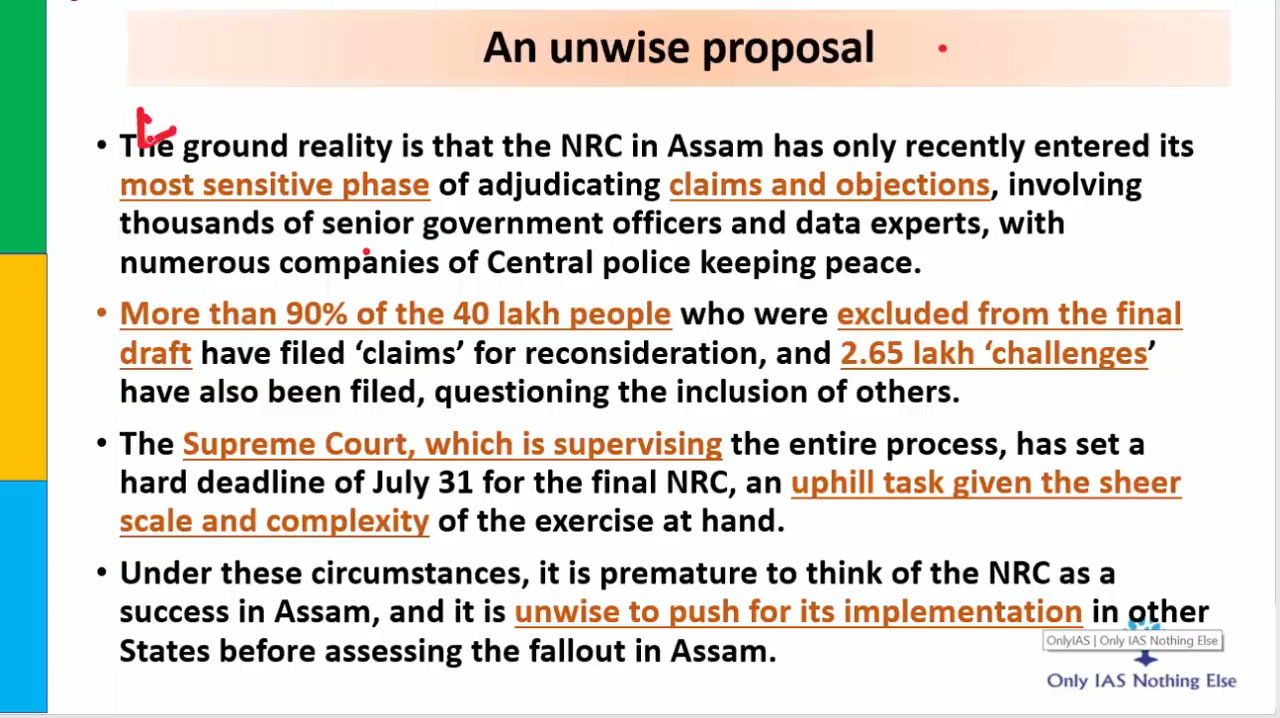 An unwise proposal
• The ground reality is that the NRC in Assam has only recently entered its
most sensitive phase of adjudicating claims and objections, involving
thousands of senior government officers and data experts, with
numerous companies of Central police keeping peace.
• More than 90% of the 40 lakh people who were excluded from the final
draft have filed ‘claims’ for reconsideration, and 2.65 lakh ‘challenges’
have also been filed, questioning the inclusion of others.
• The Supreme Court, which is supervising the entire process, has set a
hard deadline of July 31 for the final NRC, an uphill task given the sheer
scale and complexity of the exercise at hand.
• Under these circumstances, it is premature to think of the NRC as a
success in Assam, and it is unwise to push for its implementation in other
States before assessing the fallout in Assam.
OnlyIAS | Only IAS Nothing Else
Only IAS Nothing Else